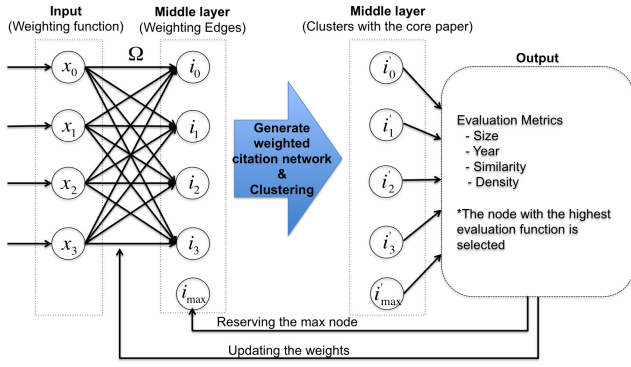 Input
(Weighting function)
Middle layer
(Weighting Edges)
Middle layer
(Clusters with the core paper)
Output
Ω
x0
x1
x2
x3
i0
i1
i2
i3
imax
Generate
weighted
citation network
&
Clustering
i'0
i'1
i'2
i'3
i'max
Evaluation Metrics
- Size
- Year
- Similarity
- Density
*The node with the highest
evaluation function is
selected
Reserving the max node
Updating the weights